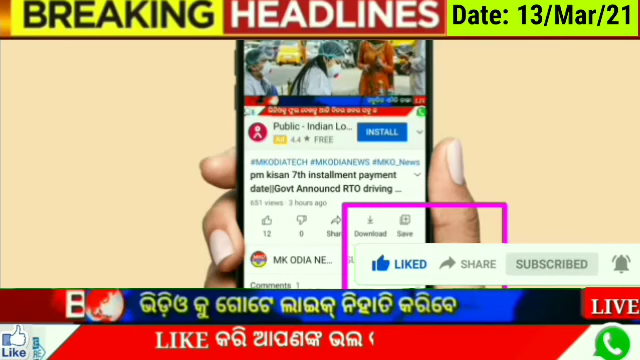 BREAKING HEADLINES
Date: 13/Mar/21
LIVE
Public - Indian Lo...
INSTALL
Ad 4.4 ★ FREE
#MKODIATECH #MKODIANEWS #MKO_News
pm kisan 7th installment payment
date||Govt Announcd RTO driving ...
651 views · 3 hours ago
12 0 Share Download Save
MK ODIA NE...
LIKED SHARE SUBSCRIBED
Comments 1
ଭିଡ଼ିଓ କୁ ଗୋଟେ ଲାଇକ୍ ନିହାତି କରିବେ
LIVE
LIKE କରି ଆପଣଙ୍କ ଭଲ
Like